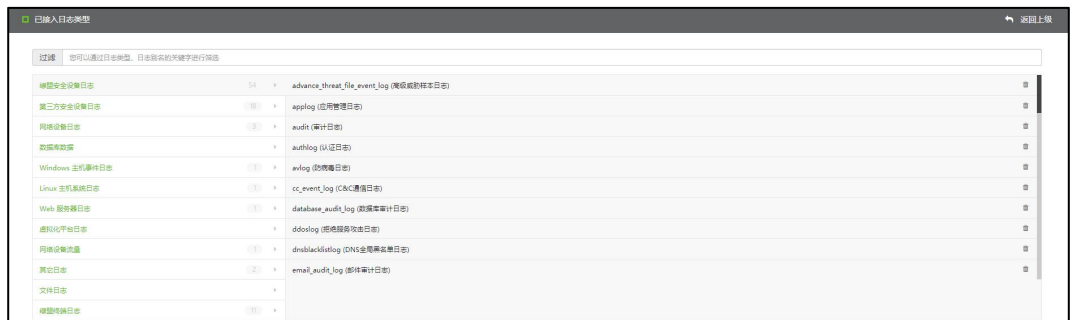 已接入日志类型
返回上级
过滤 您可以通过日志类型、日志别名的关键字进行筛选
绿盟安全设备日志 54
第三方安全设备日志
网络设备日志 3
数据库数据
Windows 主机事件日志 1
Linux 主机系统日志 1
Web 服务器日志 1
虚拟化平台日志
网络设备流量 1
其它日志 2
文件日志
绿盟终端日志 11
advance_threat_file_event_log (高级威胁样本日志)
applog (应用管理日志)
audit (审计日志)
authlog (认证日志)
avlog (防病毒日志)
cc_event_log (C&C通信日志)
database_audit_log (数据库审计日志)
ddoslog (拒绝服务攻击日志)
dnsblacklistlog (DNS全局黑名单日志)
email_audit_log (邮件审计日志)